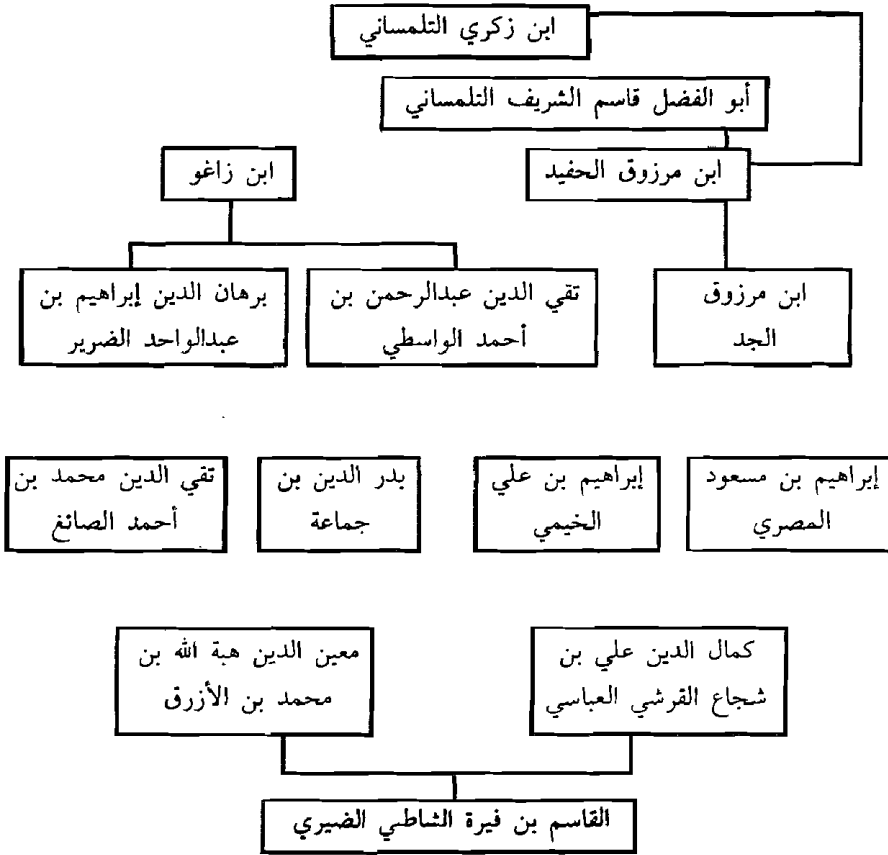 ابن زكري التلمساني
أبو الفضل قاسم الشريف التلمساني
ابن مرزوق الحفيد
ابن زاغو
ابن مرزوق
الجد
تقي الدين عبدالرحمن بن
أحمد الواسطي
برهان الدين إبراهيم بن
عبدالواحد الضرير
إبراهيم بن مسعود
المصري
إبراهيم بن علي
الخيمي
بدر الدين بن
جماعة
تقي الدين محمد بن
أحمد الصائغ
كمال الدين علي بن
شجاع القرشي العباسي
معين الدين هبة الله بن
محمد بن الأزرق
القاسم بن فيرة الشاطي الضيري